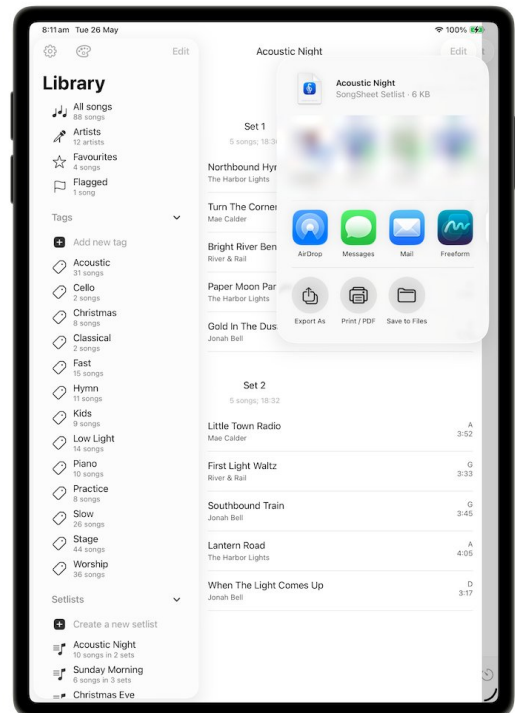 8:11 am Tue 26 May
100%
Edit
Library
All songs
88 songs
Artists
12 artists
Favourites
4 songs
Flagged
1 song
Tags
Add new tag
Acoustic
31 songs
Cello
2 songs
Christmas
8 songs
Classical
2 songs
Fast
15 songs
Hymn
11 songs
Kids
9 songs
Low Light
14 songs
Piano
10 songs
Practice
8 songs
Slow
26 songs
Stage
44 songs
Worship
36 songs
Setlists
Create a new setlist
Acoustic Night
10 songs in 2 sets
Sunday Morning
6 songs in 3 sets
Christmas Eve
Acoustic Night
Edit
Set 1
5 songs; 18:3
Northbound Hyr
The Harbor Lights
Turn The Corner
Mae Calder
Bright River Ben
River & Rail
Paper Moon Par
The Harbor Lights
Gold In The Dus
Jonah Bell
Set 2
5 songs; 18:32
Little Town Radio
A
Mae Calder
3:52
First Light Waltz
G
River & Rail
3:33
Southbound Train
G
Jonah Bell
3:45
Lantern Road
A
The Harbor Lights
4:05
When The Light Comes Up
D
Jonah Bell
3:17
Acoustic Night
SongSheet Setlist · 6 KB
AirDrop
Messages
Mail
Freeform
Export As
Print / PDF
Save to Files